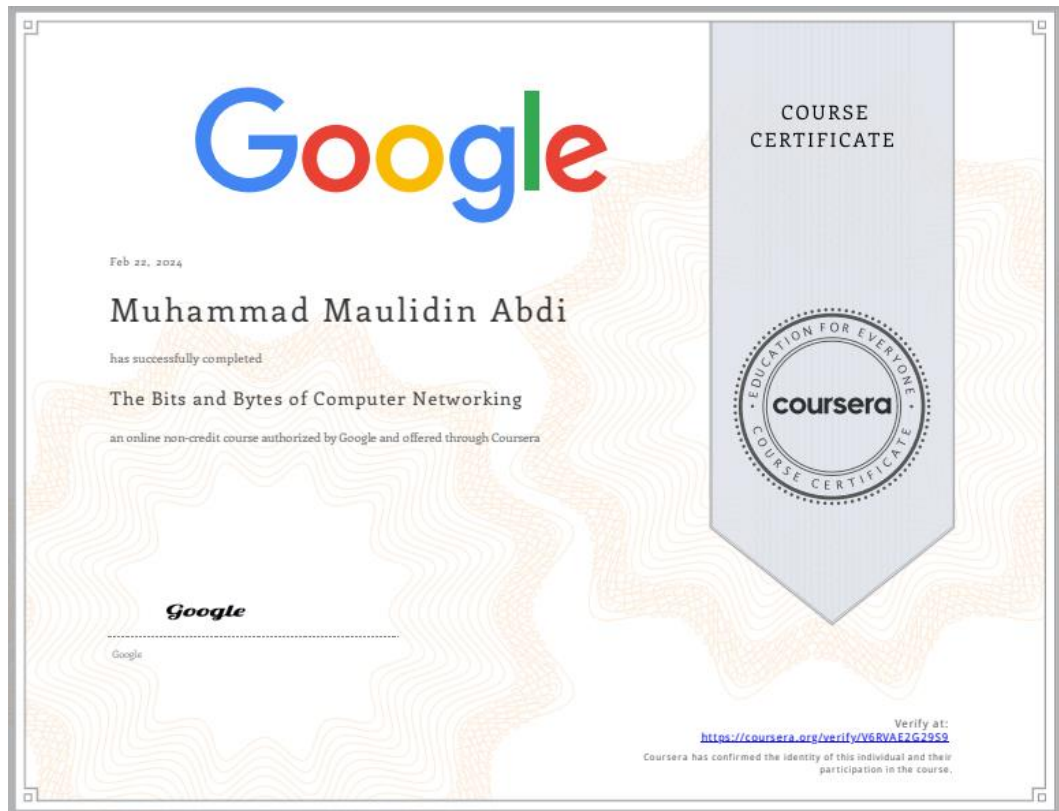 Google
COURSE
CERTIFICATE
Feb 22, 2024
Muhammad Maulidin Abdi
has successfully completed
The Bits and Bytes of Computer Networking
an online non-credit course authorized by Google and offered through Coursera
EDUCATION FOR EVERYONE
coursera
COURSE CERTIFICATE
Google
Google
Verify at:
https://coursera.org/verify/V6RVAE2G29S9
Coursera has confirmed the identity of this individual and their
participation in the course.